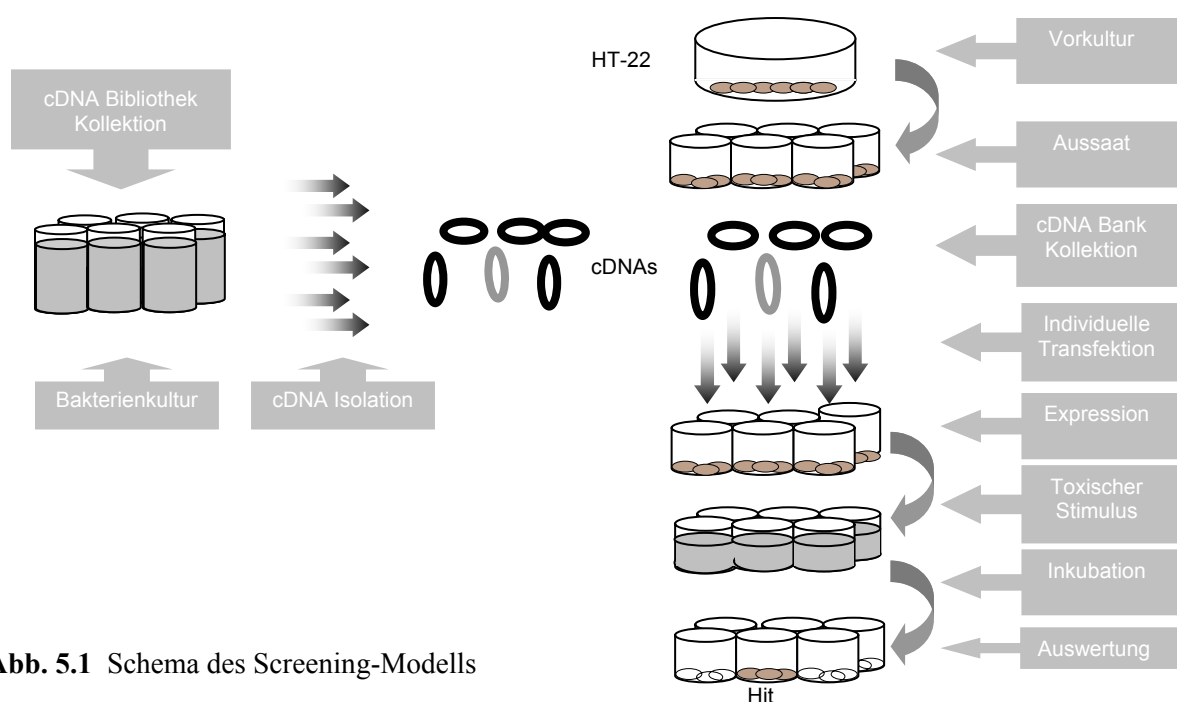 cDNA Bibliothek
Kollektion
Bakterienkultur
cDNA Isolation
HT-22
cDNAs
Vorkultur
Aussaat
cDNA Bank
Kollektion
Individuelle
Transfektion
Expression
Toxischer
Stimulus
Inkubation
Auswertung
Hit
Abb. 5.1 Schema des Screening-Modells